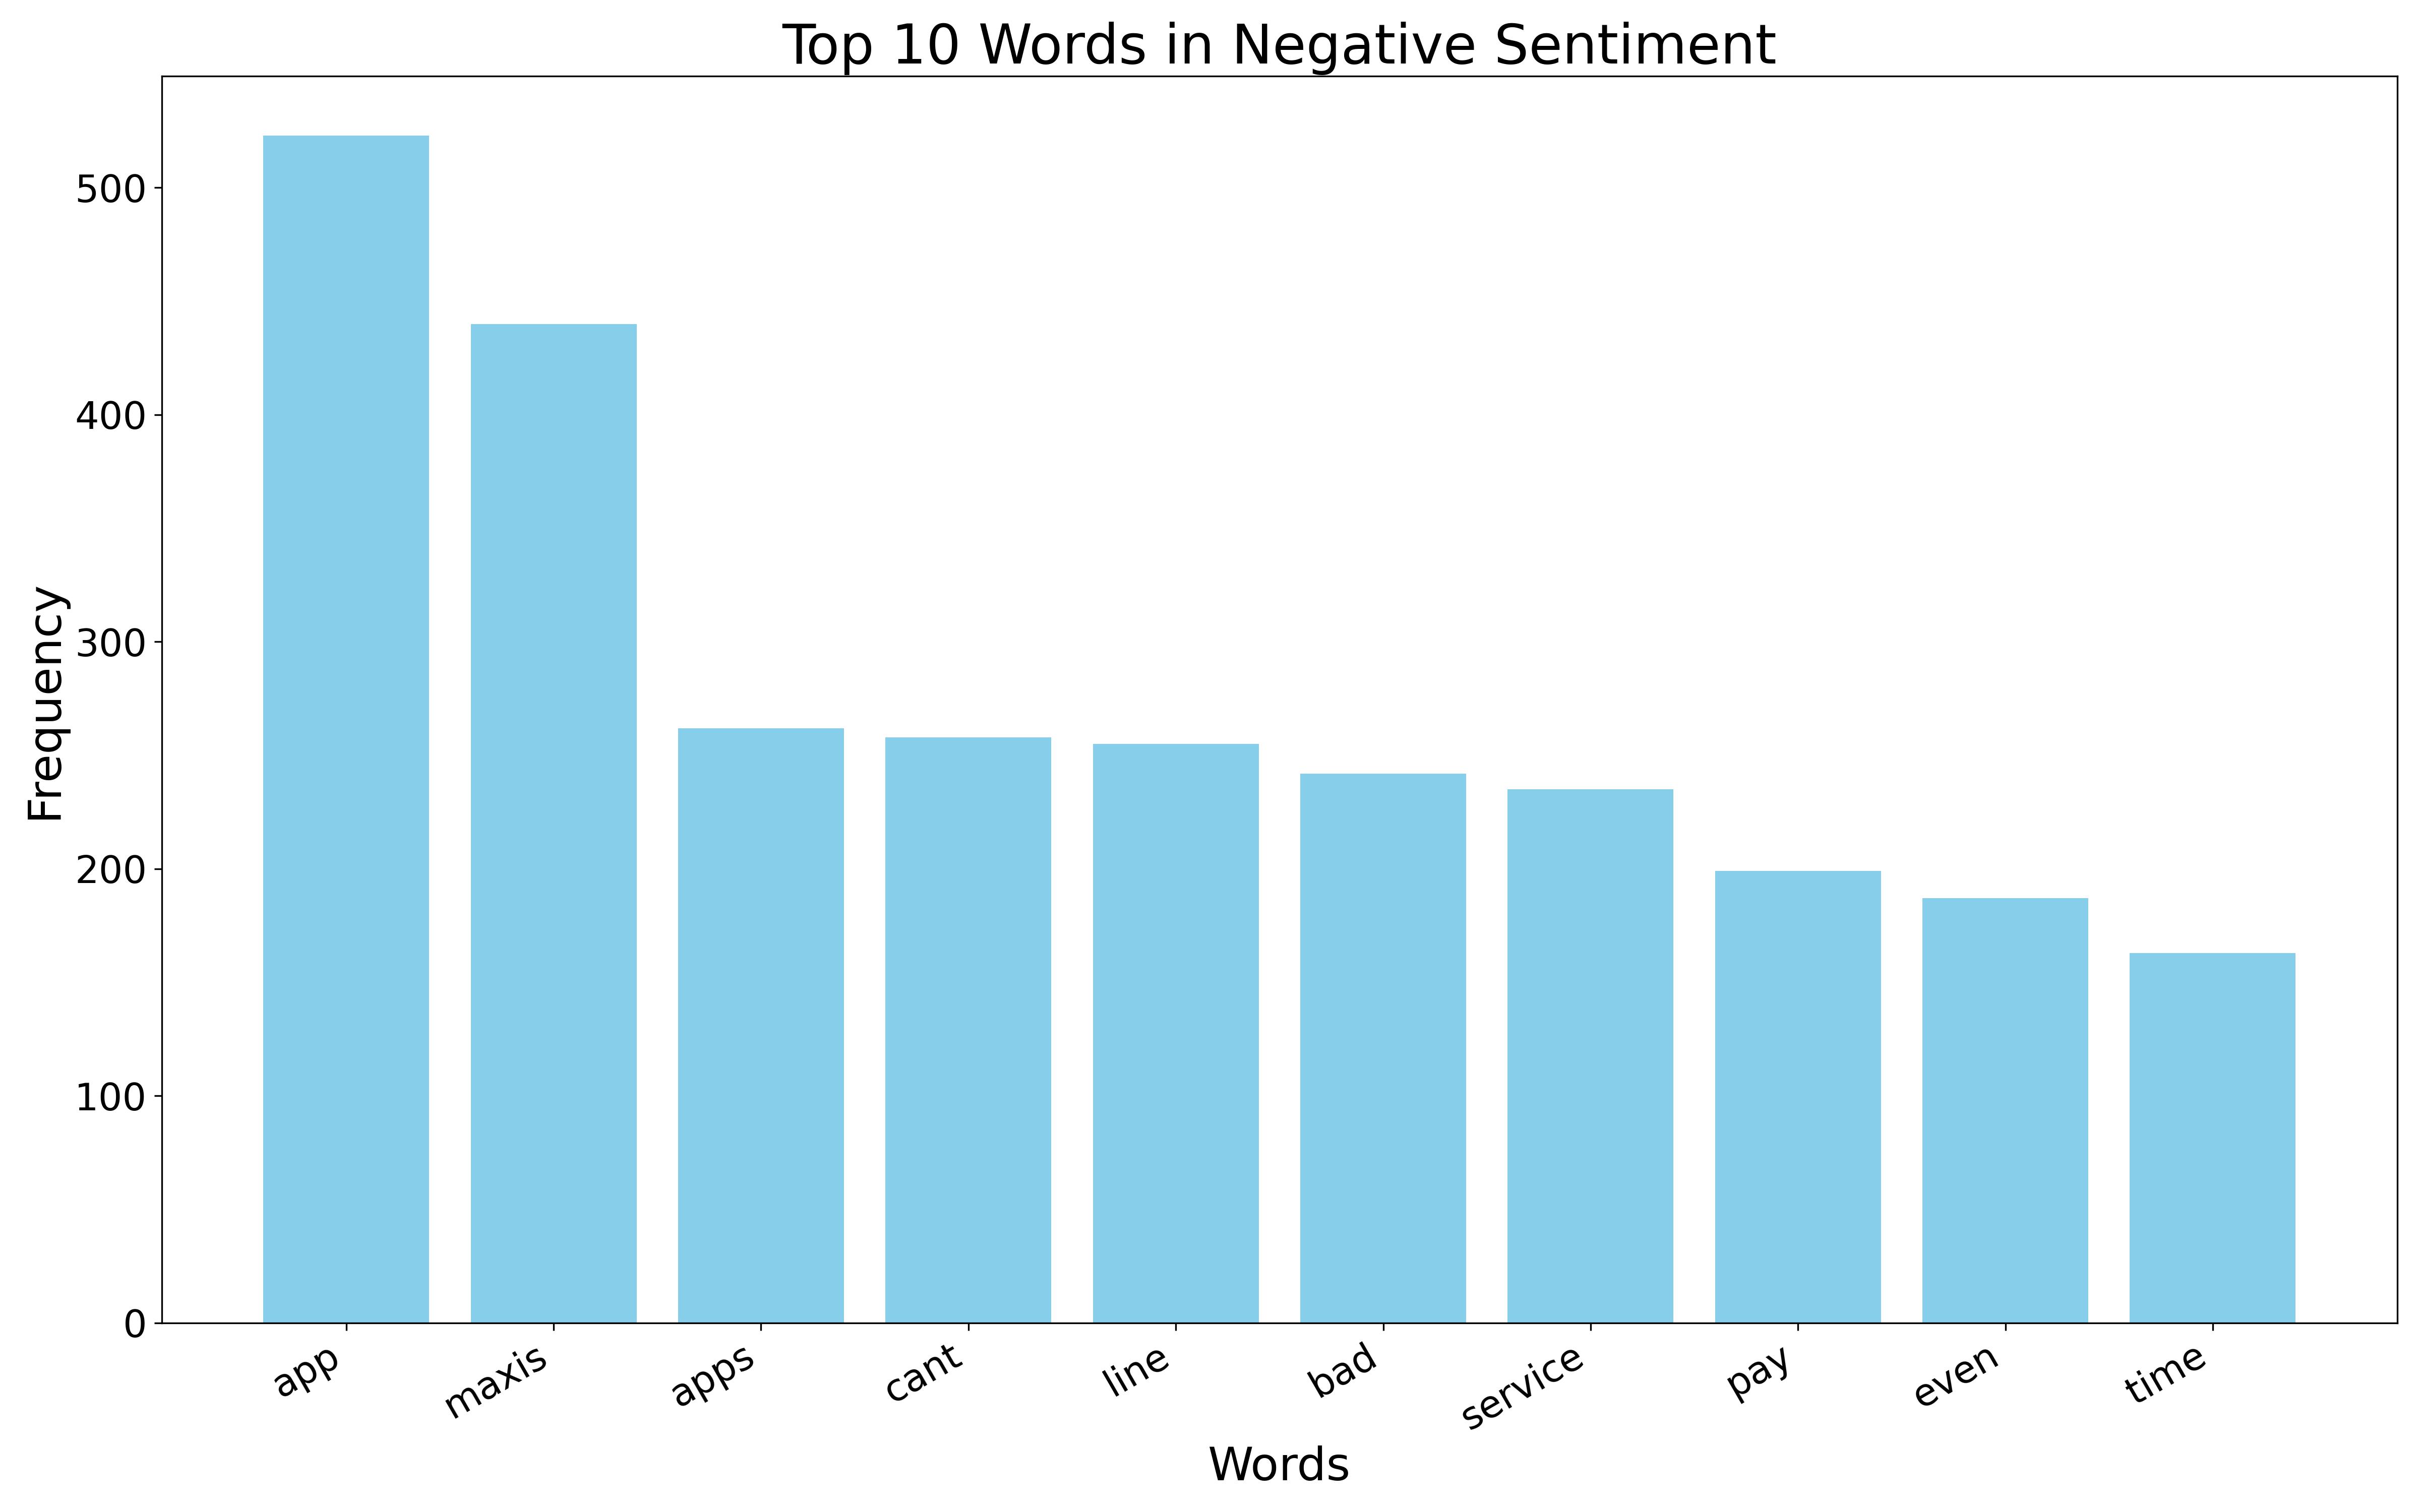 Top 10 Words in Negative Sentiment
Frequency
500
400
300
200
100
0
app
maxis
apps
cant
line
bad
service
pay
even
time
Words